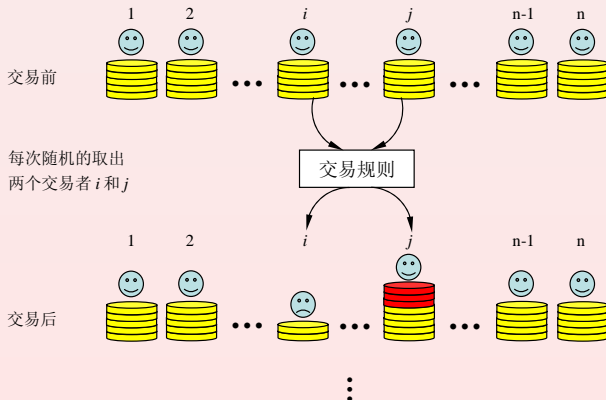 1 2 i j n-1 n
交易前
每次随机的取出
两个交易者 i 和 j
交易规则
1 2 i j n-1 n
交易后